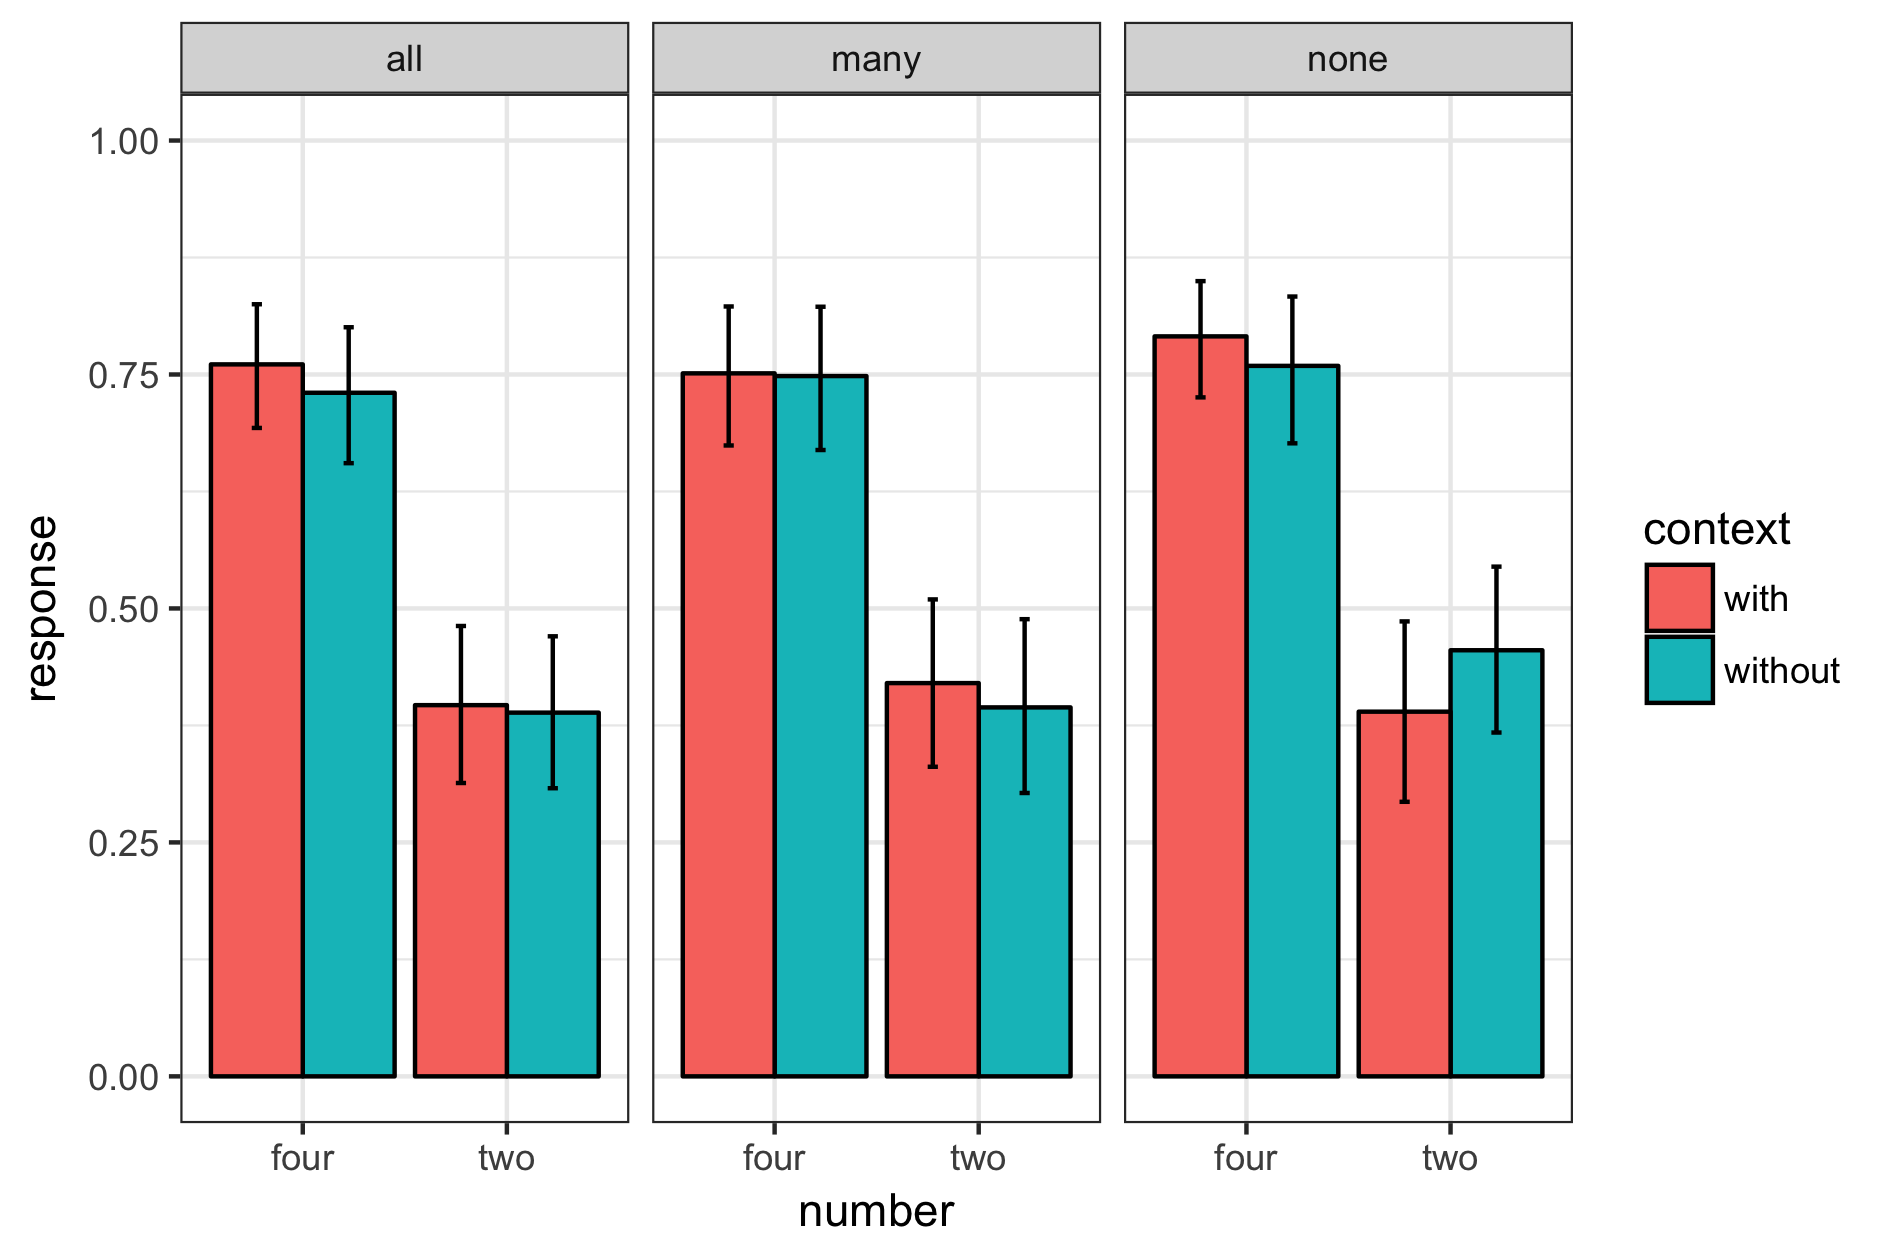 all many none
1.00
0.75
0.50
0.25
0.00
response
four two four two four two
number
context
with
without